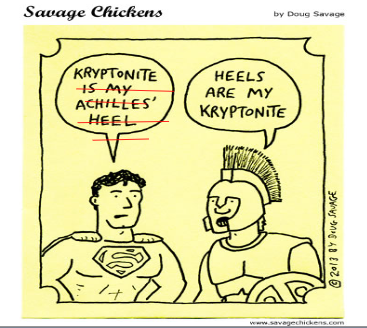 Savage Chickens
by Doug Savage
KRYPTONITE
IS MY
ACHILLES'
HEEL
HEELS
ARE MY
KRYPTONITE
S
©2013 BY DOUG SAVAGE
www.savagechickens.com